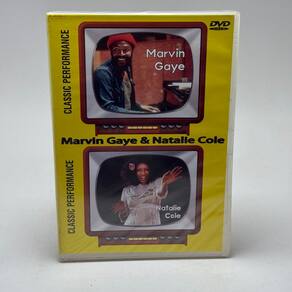 DVD
CLASSIC PERFORMANCE
Marvin
Gaye
Marvin Gaye & Natalie Cole
CLASSIC PERFORMANCE
Natalie
Cole